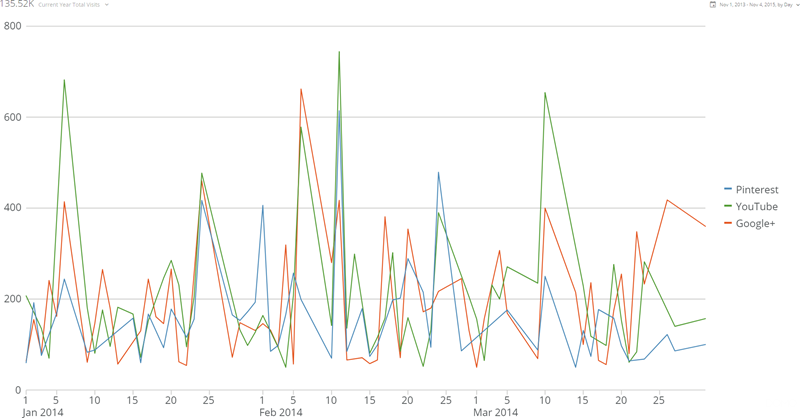 135.52K Current Year Total Visits
Nov 1, 2013 - Nov 4, 2015, by Day
800
600
400
200
0
Pinterest
YouTube
Google+
1 5 10 15 20 25 1 5 10 15 20 25 1 5 10 15 20 25
Jan 2014 Feb 2014 Mar 2014